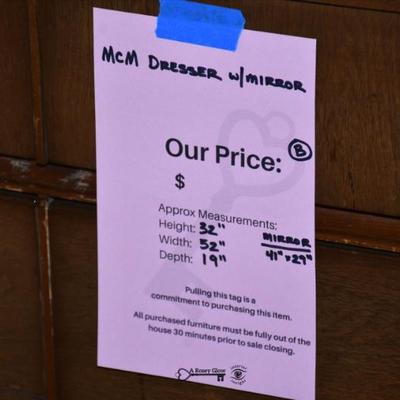 MCM DRESSER W/MIRROR
Our Price: B
$
Approx Measurements:
Height: 32"
Width: 52"
Depth: 19"
MIRROR
41" x 29"
Pulling this tag is a
commitment to purchasing this item.
All purchased furniture must be fully out of the
house 30 minutes prior to sale closing.
A Rosey Glow